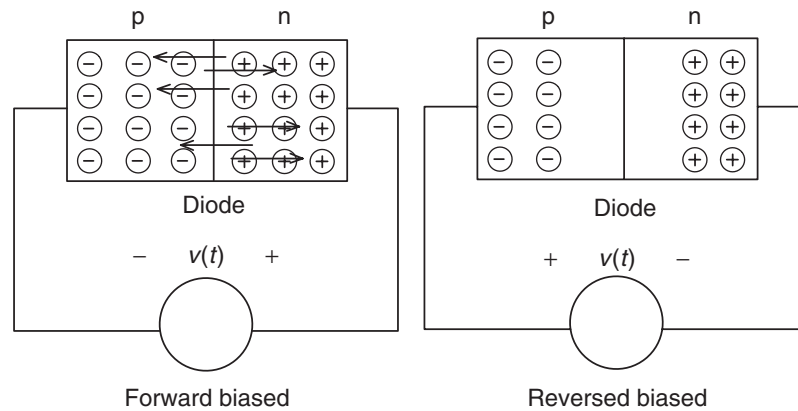 p n
− − − + + +
− − − + + +
− − − + + +
− − − + + +
Diode
− v(t) +
Forward biased
p n
− − + +
− − + +
− − + +
− − + +
Diode
+ v(t) −
Reversed biased